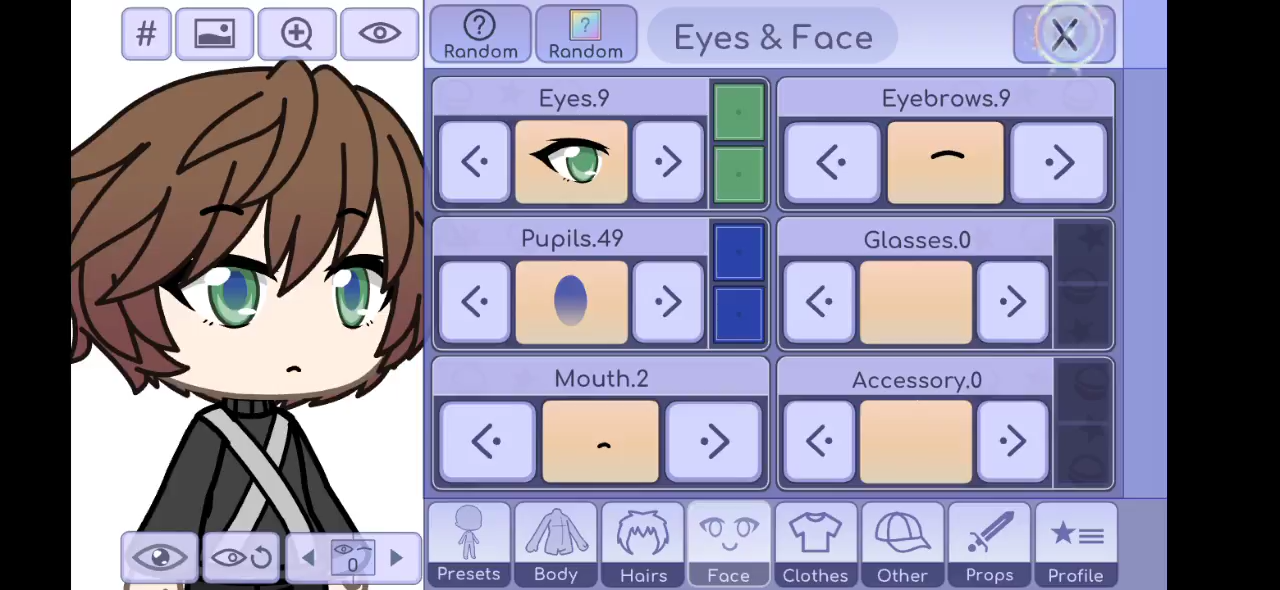 #
Random
Random
Eyes & Face
X
Eyes.9
Eyebrows.9
Pupils.49
Glasses.0
Mouth.2
Accessory.0
0
Presets
Body
Hairs
Face
Clothes
Other
Props
Profile